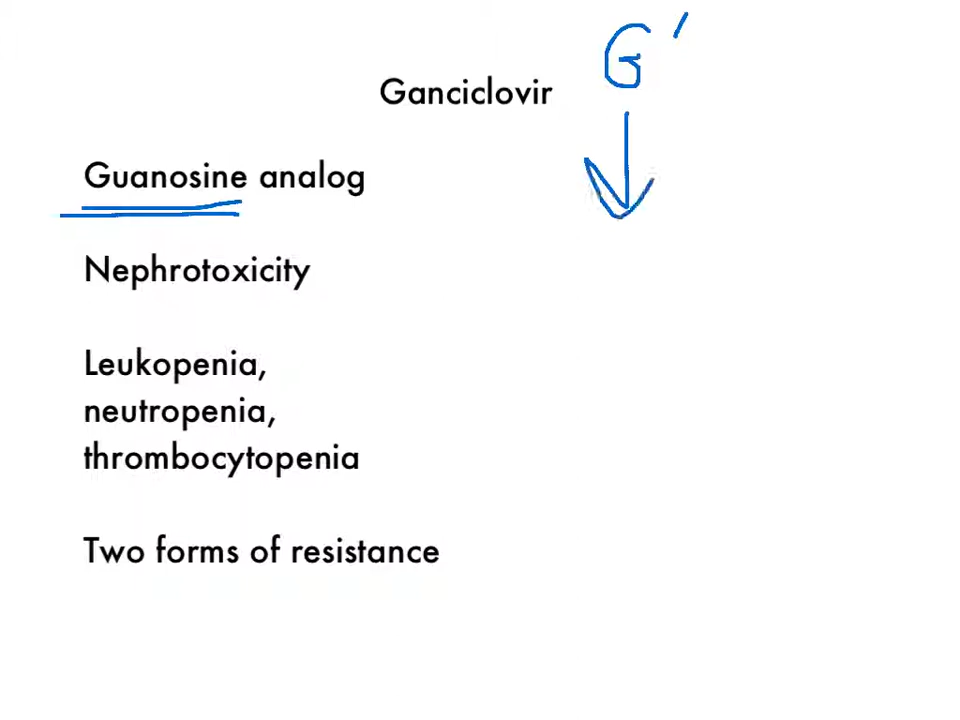 G'
Ganciclovir
Guanosine analog
Nephrotoxicity
Leukopenia,
neutropenia,
thrombocytopenia
Two forms of resistance